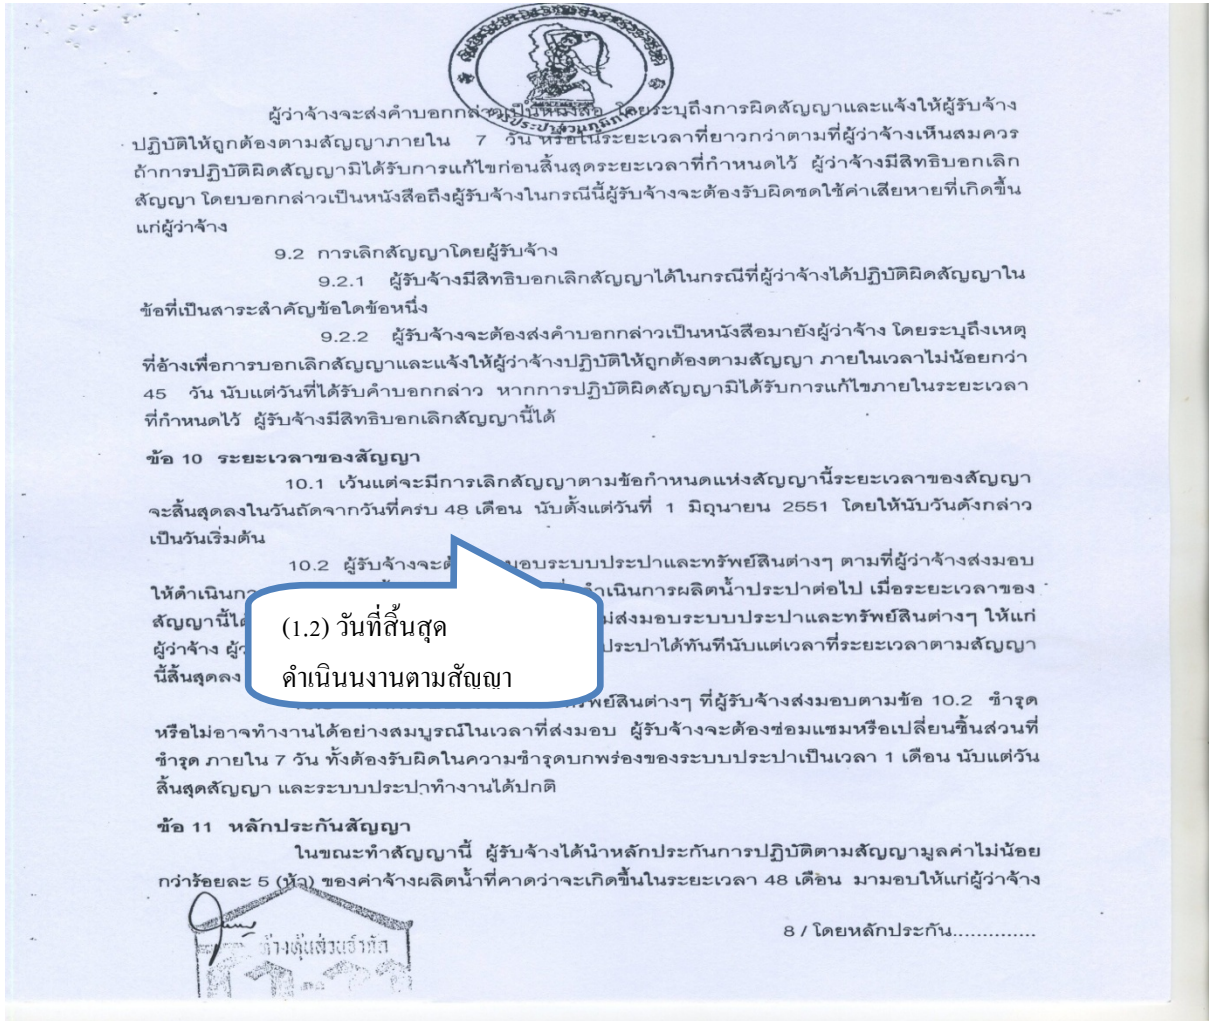 ผู้ว่าจ้างจะส่งคำบอกกล่าวเป็นหนังสือ โดยระบุถึงการผิดสัญญาและแจ้งให้ผู้รับจ้าง
ปฏิบัติให้ถูกต้องตามสัญญาภายใน 7 วัน หรือในระยะเวลาที่ยาวกว่าตามที่ผู้ว่าจ้างเห็นสมควร
ถ้าการปฏิบัติผิดสัญญามิได้รับการแก้ไขก่อนสิ้นสุดระยะเวลาที่กำหนดไว้ ผู้ว่าจ้างมีสิทธิบอกเลิก
สัญญา โดยบอกกล่าวเป็นหนังสือถึงผู้รับจ้างในกรณีนี้ผู้รับจ้างจะต้องรับผิดชดใช้ค่าเสียหายที่เกิดขึ้น
แก่ผู้ว่าจ้าง
9.2 การเลิกสัญญาโดยผู้รับจ้าง
9.2.1 ผู้รับจ้างมีสิทธิบอกเลิกสัญญาได้ในกรณีที่ผู้ว่าจ้างได้ปฏิบัติผิดสัญญาใน
ข้อที่เป็นสาระสำคัญข้อใดข้อหนึ่ง
9.2.2 ผู้รับจ้างจะต้องส่งคำบอกกล่าวเป็นหนังสือมายังผู้ว่าจ้าง โดยระบุถึงเหตุ
ที่อ้างเพื่อการบอกเลิกสัญญาและแจ้งให้ผู้ว่าจ้างปฏิบัติให้ถูกต้องตามสัญญา ภายในเวลาไม่น้อยกว่า
45 วัน นับแต่วันที่ได้รับคำบอกกล่าว หากการปฏิบัติผิดสัญญามิได้รับการแก้ไขภายในระยะเวลา
ที่กำหนดไว้ ผู้รับจ้างมีสิทธิบอกเลิกสัญญานี้ได้
ข้อ 10 ระยะเวลาของสัญญา
10.1 เว้นแต่จะมีการเลิกสัญญาตามข้อกำหนดแห่งสัญญานี้ระยะเวลาของสัญญา
จะสิ้นสุดลงในวันถัดจากวันที่ครบ 48 เดือน นับตั้งแต่วันที่ 1 มิถุนายน 2551 โดยให้นับวันดังกล่าว
เป็นวันเริ่มต้น
10.2 ผู้รับจ้างจะต้ มอบระบบประปาและทรัพย์สินต่างๆ ตามที่ผู้ว่าจ้างส่งมอบ
ให้ดำเนินกา ดำเนินการผลิตน้ำประปาต่อไป เมื่อระยะเวลาของ
สัญญานี้ได้ ม่ส่งมอบระบบประปาและทรัพย์สินต่างๆ ให้แก่
ผู้ว่าจ้าง ผู้ว ประปาได้ทันทีนับแต่เวลาที่ระยะเวลาตามสัญญา
นี้สิ้นสุดลง
(1.2) วันที่สิ้นสุด
ดำเนินนงานตามสัญญา
ทรัพย์สินต่างๆ ที่ผู้รับจ้างส่งมอบตามข้อ 10.2 ชำรุด
หรือไม่อาจทำงานได้อย่างสมบูรณ์ในเวลาที่ส่งมอบ ผู้รับจ้างจะต้องซ่อมแซมหรือเปลี่ยนชิ้นส่วนที่
ชำรุด ภายใน 7 วัน ทั้งต้องรับผิดในความชำรุดบกพร่องของระบบประปาเป็นเวลา 1 เดือน นับแต่วัน
สิ้นสุดสัญญา และระบบประปาทำงานได้ปกติ
ข้อ 11 หลักประกันสัญญา
ในขณะทำสัญญานี้ ผู้รับจ้างได้นำหลักประกันการปฏิบัติตามสัญญามูลค่าไม่น้อย
กว่าร้อยละ 5 (ห้า) ของค่าจ้างผลิตน้ำที่คาดว่าจะเกิดขึ้นในระยะเวลา 48 เดือน มามอบให้แก่ผู้ว่าจ้าง
8 / โดยหลักประกัน..............
ห้างหุ้นส่วนจำกัด